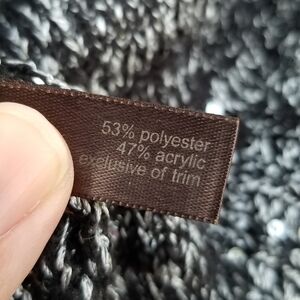 53% polyester
47% acrylic
exclusive of trim